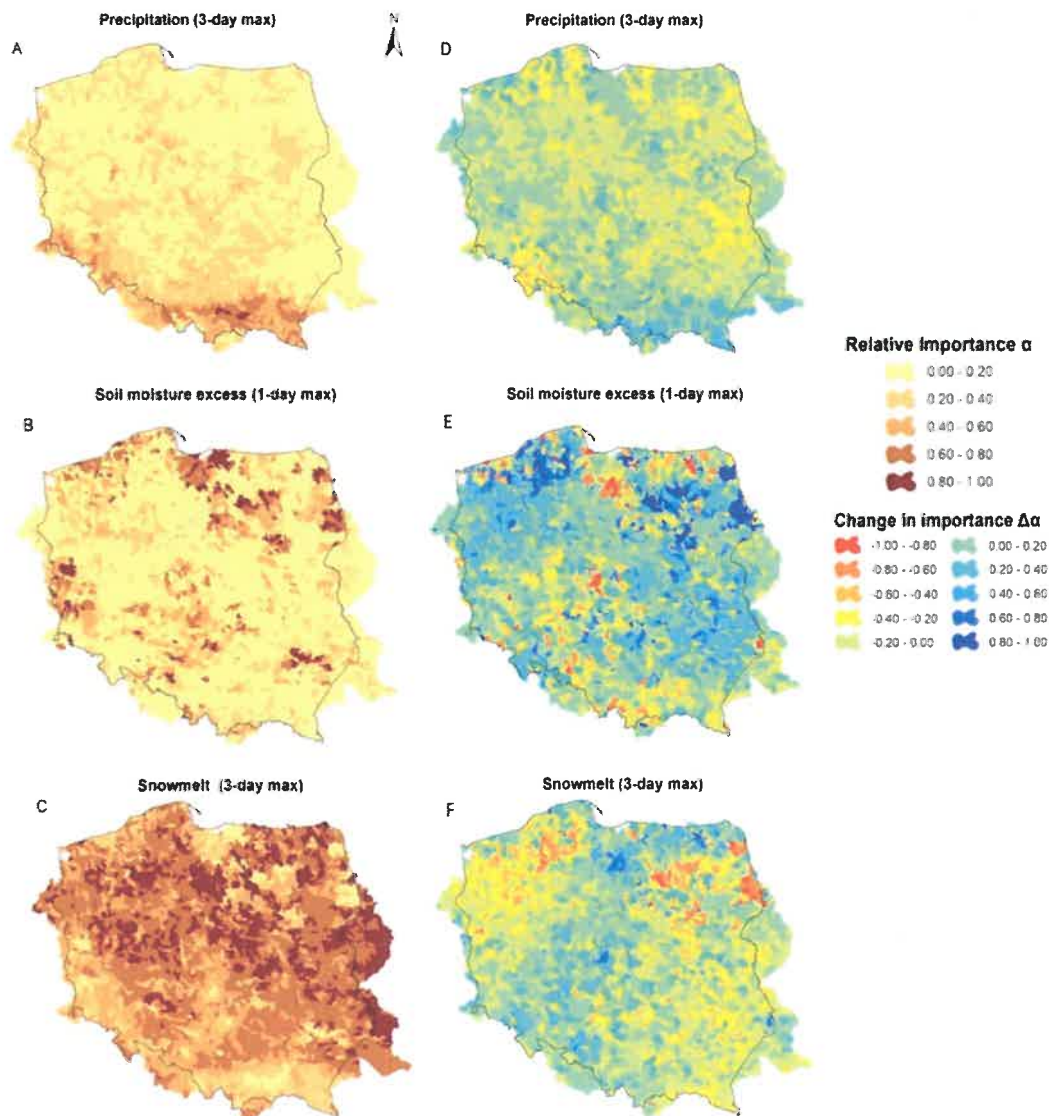 Precipitation (3-day max)
A
N
Precipitation (3-day max)
D
Soil moisture excess (1-day max)
B
Soil moisture excess (1-day max)
E
Snowmelt (3-day max)
C
Snowmelt (3-day max)
F
Relative Importance α
0.00 - 0.20
0.20 - 0.40
0.40 - 0.60
0.60 - 0.80
0.80 - 1.00
Change in importance Δα
-1.00 - -0.80
-0.80 - -0.60
-0.60 - -0.40
-0.40 - -0.20
-0.20 - 0.00
0.00 - 0.20
0.20 - 0.40
0.40 - 0.60
0.60 - 0.80
0.80 - 1.00